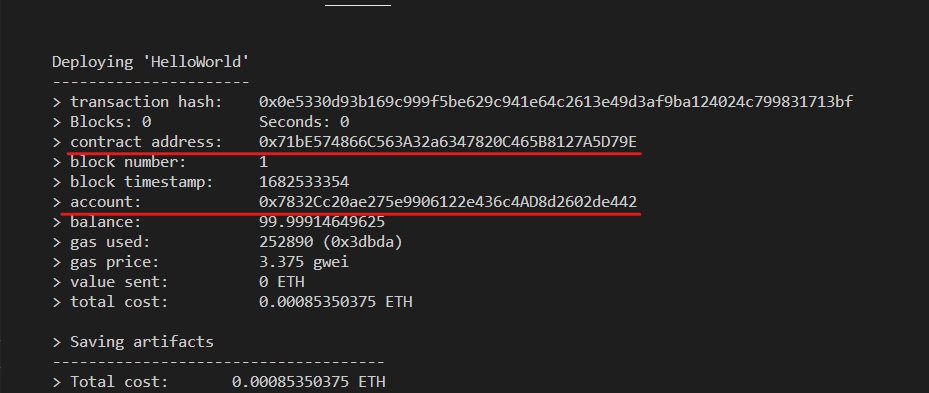 Deploying 'HelloWorld'
----------------------
> transaction hash:    0x0e5330d93b169c999f5be629c941e64c2613e49d3af9ba124024c799831713bf
> Blocks: 0            Seconds: 0
> contract address:    0x71bE574866C563A32a6347820C465B8127A5D79E
> block number:        1
> block timestamp:     1682533354
> account:             0x7832Cc20ae275e9906122e436c4AD8d2602de442
> balance:             99.99914649625
> gas used:            252890 (0x3dbda)
> gas price:           3.375 gwei
> value sent:          0 ETH
> total cost:          0.00085350375 ETH

> Saving artifacts
-------------------------------------
> Total cost:       0.00085350375 ETH